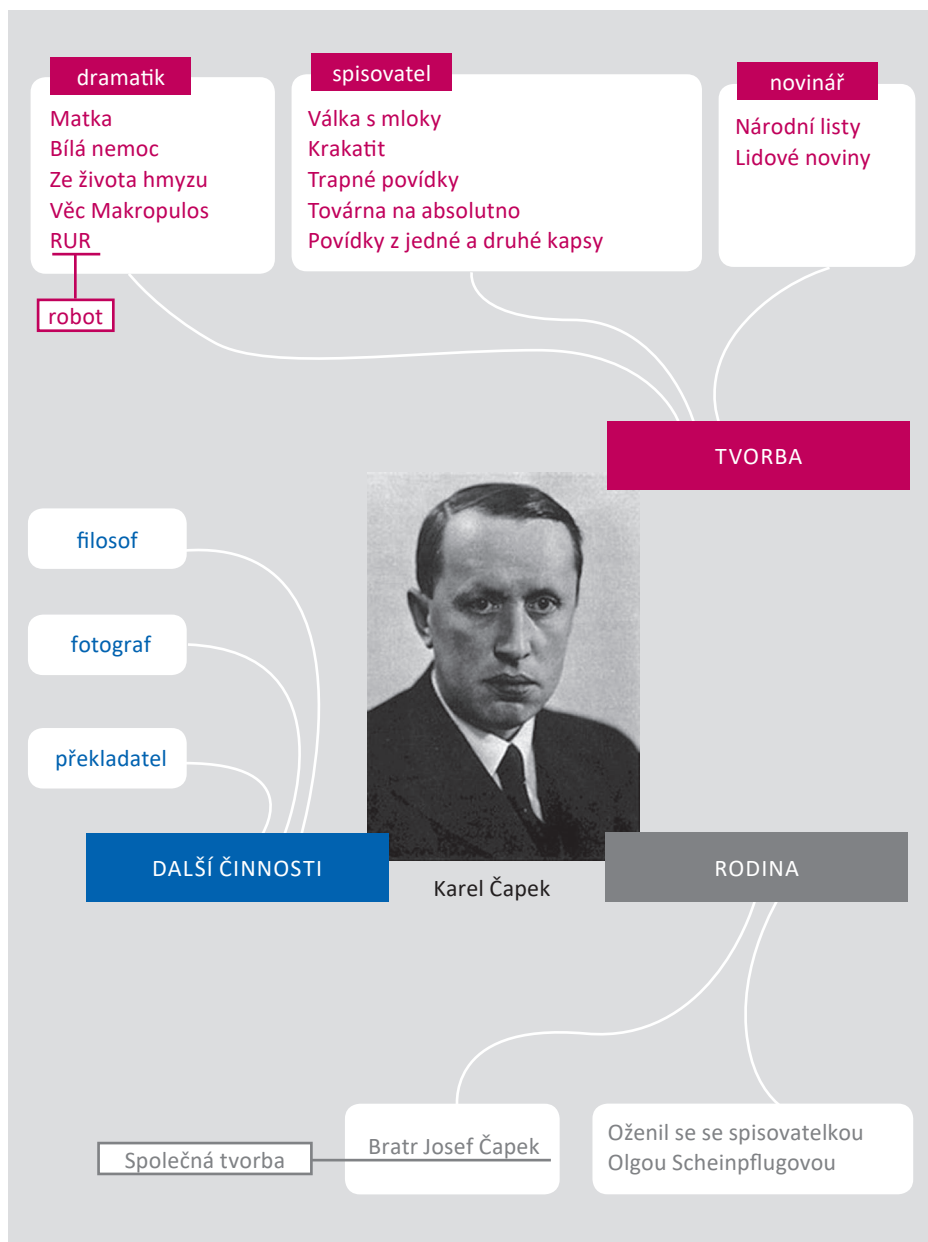 dramatik
Matka
Bílá nemoc
Ze života hmyzu
Věc Makropulos
RUR
robot
spisovatel
Válka s mloky
Krakatit
Trapné povídky
Továrna na absolutno
Povídky z jedné a druhé kapsy
novinář
Národní listy
Lidové noviny
TVORBA
filosof
fotograf
překladatel
DALŠÍ ČINNOSTI
Karel Čapek
RODINA
Společná tvorba
Bratr Josef Čapek
Oženil se se spisovatelkou
Olgou Scheinpflugovou